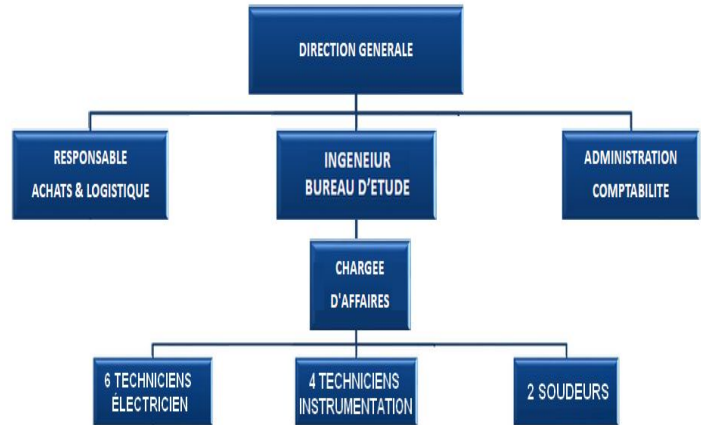 DIRECTION GENERALE
RESPONSABLE
ACHATS & LOGISTIQUE
INGENEIUR
BUREAU D'ETUDE
ADMINISTRATION
COMPTABILITE
CHARGEE
D'AFFAIRES
6 TECHNICIENS
ÉLECTRICIEN
4 TECHNICIENS
INSTRUMENTATION
2 SOUDEURS